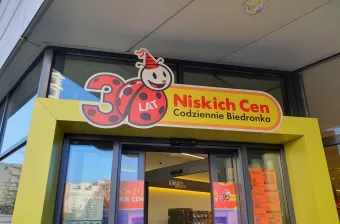 30 LAT
Niskich Cen
Codziennie Biedronka